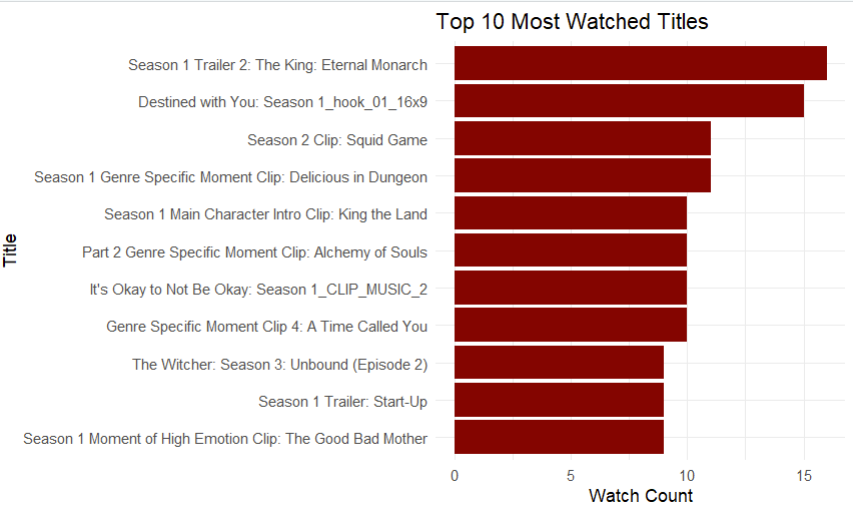 Top 10 Most Watched Titles
Title
Season 1 Trailer 2: The King: Eternal Monarch
Destined with You: Season 1_hook_01_16x9
Season 2 Clip: Squid Game
Season 1 Genre Specific Moment Clip: Delicious in Dungeon
Season 1 Main Character Intro Clip: King the Land
Part 2 Genre Specific Moment Clip: Alchemy of Souls
It's Okay to Not Be Okay: Season 1_CLIP_MUSIC_2
Genre Specific Moment Clip 4: A Time Called You
The Witcher: Season 3: Unbound (Episode 2)
Season 1 Trailer: Start-Up
Season 1 Moment of High Emotion Clip: The Good Bad Mother
0 5 10 15
Watch Count